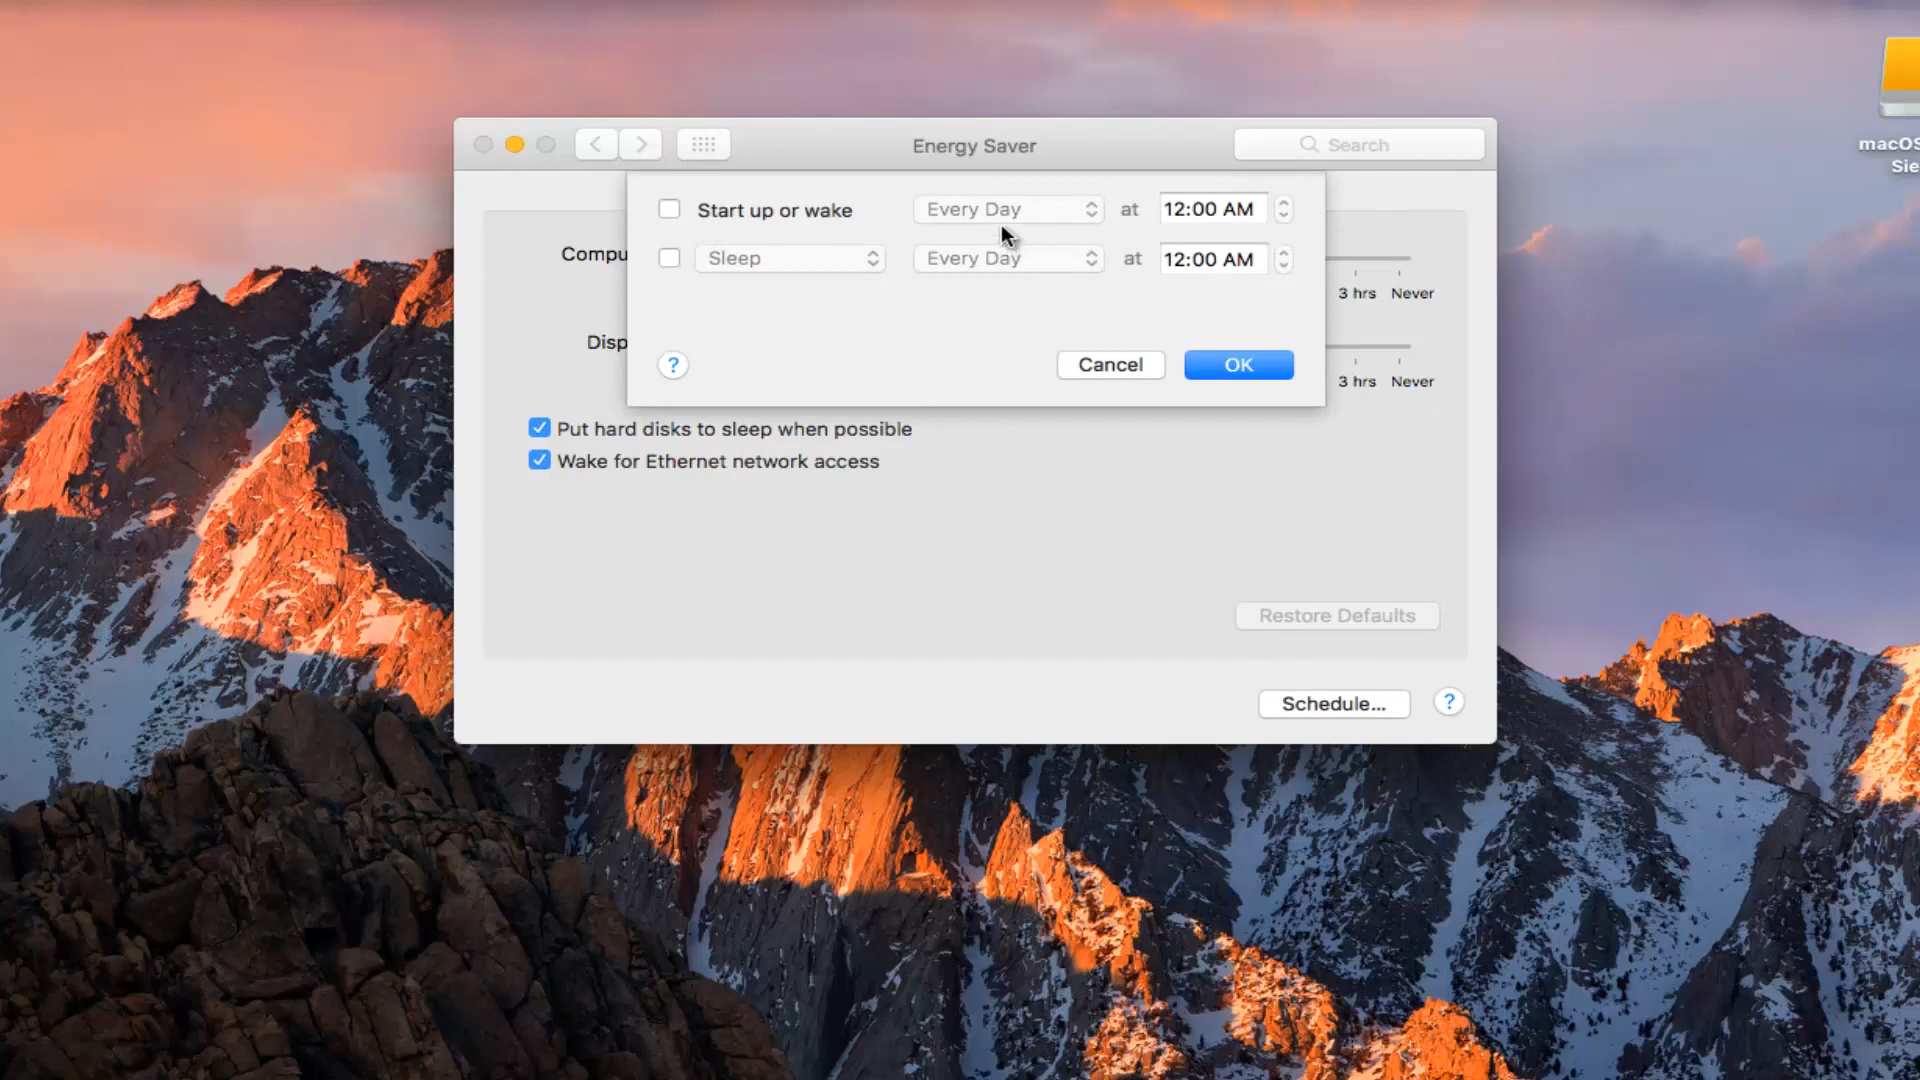 Energy Saver
Search
macOS
Sie
Start up or wake
Every Day
at
12:00 AM
Sleep
Every Day
at
12:00 AM
Compu
3 hrs
Never
Disp
3 hrs
Never
?
Cancel
OK
Put hard disks to sleep when possible
Wake for Ethernet network access
Restore Defaults
Schedule...
?